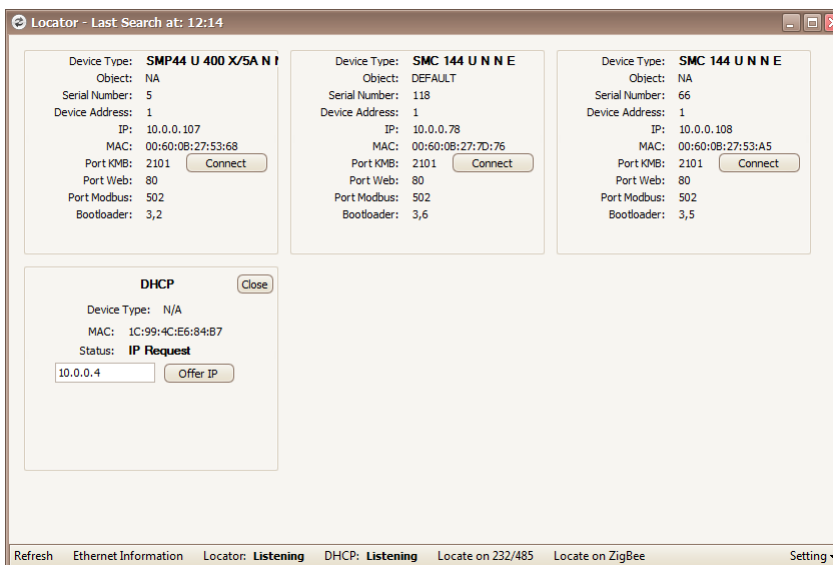 Locator - Last Search at: 12:14
Device Type: SMP44 U 400 X/5A N
Object: NA
Serial Number: 5
Device Address: 1
IP: 10.0.0.107
MAC: 00:60:0B:27:53:68
Port KMB: 2101 Connect
Port Web: 80
Port Modbus: 502
Bootloader: 3,2
Device Type: SMC 144 U N N E
Object: DEFAULT
Serial Number: 118
Device Address: 1
IP: 10.0.0.78
MAC: 00:60:0B:27:7D:76
Port KMB: 2101 Connect
Port Web: 80
Port Modbus: 502
Bootloader: 3,6
Device Type: SMC 144 U N N E
Object: NA
Serial Number: 66
Device Address: 1
IP: 10.0.0.108
MAC: 00:60:0B:27:53:A5
Port KMB: 2101 Connect
Port Web: 80
Port Modbus: 502
Bootloader: 3,5
DHCP Close
Device Type: N/A
MAC: 1C:99:4C:E6:84:B7
Status: IP Request
10.0.0.4 Offer IP
Refresh Ethernet Information Locator: Listening DHCP: Listening Locate on 232/485 Locate on ZigBee Setting